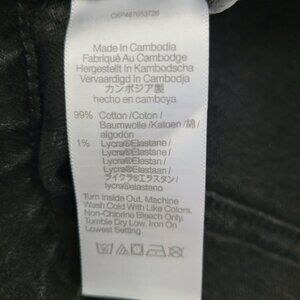 Made In Cambodia
Fabriqué Au Cambodge
Hergestellt In Kambodscha
Vervaardigd In Cambodja
カンボジア製
hecho en camboya
99% Cotton /Coton /
Baumwolle /Katoen /綿 /
algodón
1% Lycra®Elastane /
Lycra®Elastane /
Lycra®Elastan /
Lycra®Elastaan /
ライクラ®エラスタン /
lycra®elastano
Turn Inside Out. Machine
Wash Cold With Like Colors.
Non-Chlorine Bleach Only.
Tumble Dry Low. Iron On
Lowest Setting.